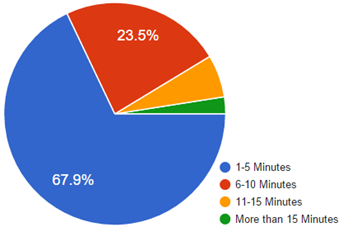 23.5%
67.9%
1-5 Minutes
6-10 Minutes
11-15 Minutes
More than 15 Minutes